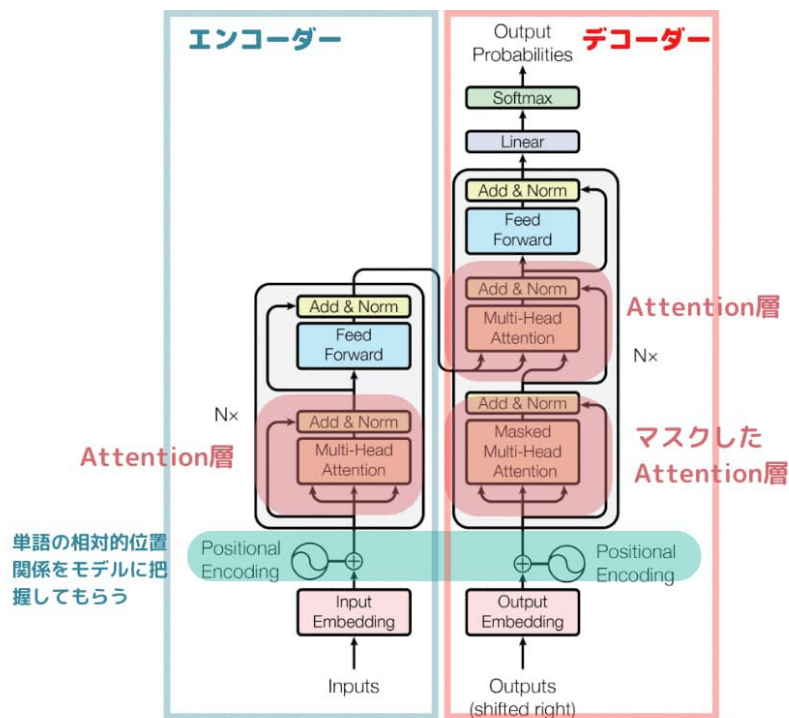 エンコーダー
Add & Norm
Feed
Forward
N×
Add & Norm
Multi-Head
Attention
Attention層
単語の相対的位置
関係をモデルに把
握してもらう
Positional
Encoding
Input
Embedding
Inputs
デコーダー
Output
Probabilities
Softmax
Linear
Add & Norm
Feed
Forward
Add & Norm
Multi-Head
Attention
Attention層
N×
Add & Norm
Masked
Multi-Head
Attention
マスクした
Attention層
Positional
Encoding
Output
Embedding
Outputs
(shifted right)